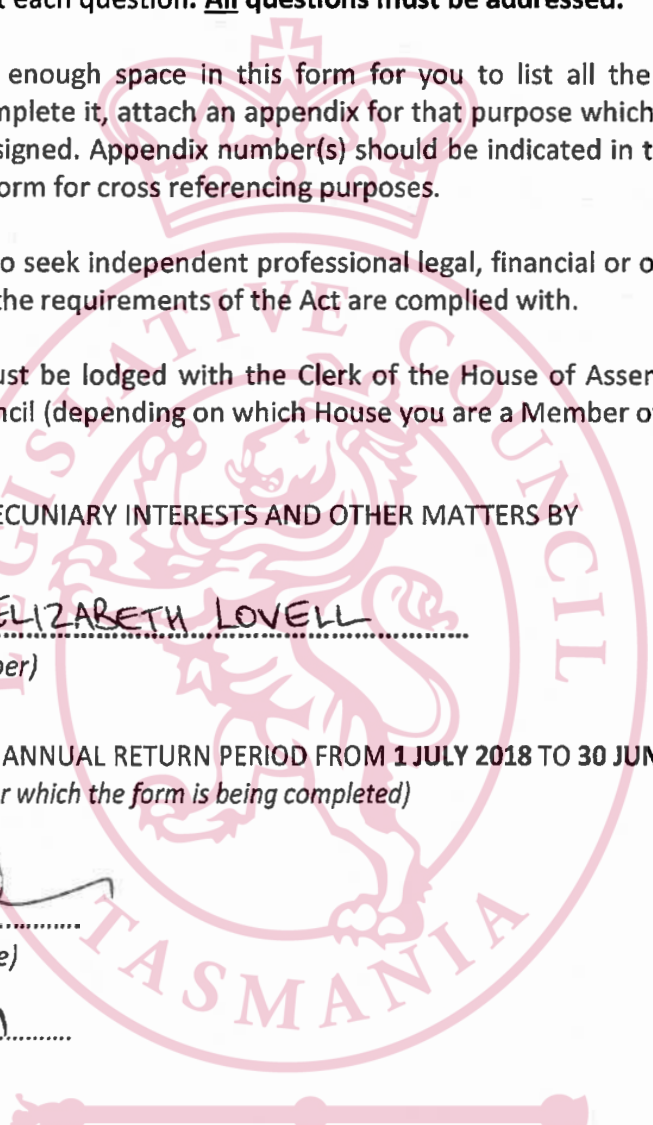 t each question. All questions must be addressed.
enough space in this form for you to list all the
mplete it, attach an appendix for that purpose which
signed. Appendix number(s) should be indicated in t
orm for cross referencing purposes.
o seek independent professional legal, financial or o
the requirements of the Act are complied with.
ust be lodged with the Clerk of the House of Assem
ncil (depending on which House you are a Member of
ECUNIARY INTERESTS AND OTHER MATTERS BY
ELIZABETH LOVELL
ber)
ANNUAL RETURN PERIOD FROM 1 JULY 2018 TO 30 JUN
r which the form is being completed)
e)
LEGISLATIVE COUNCIL
TASMANIA